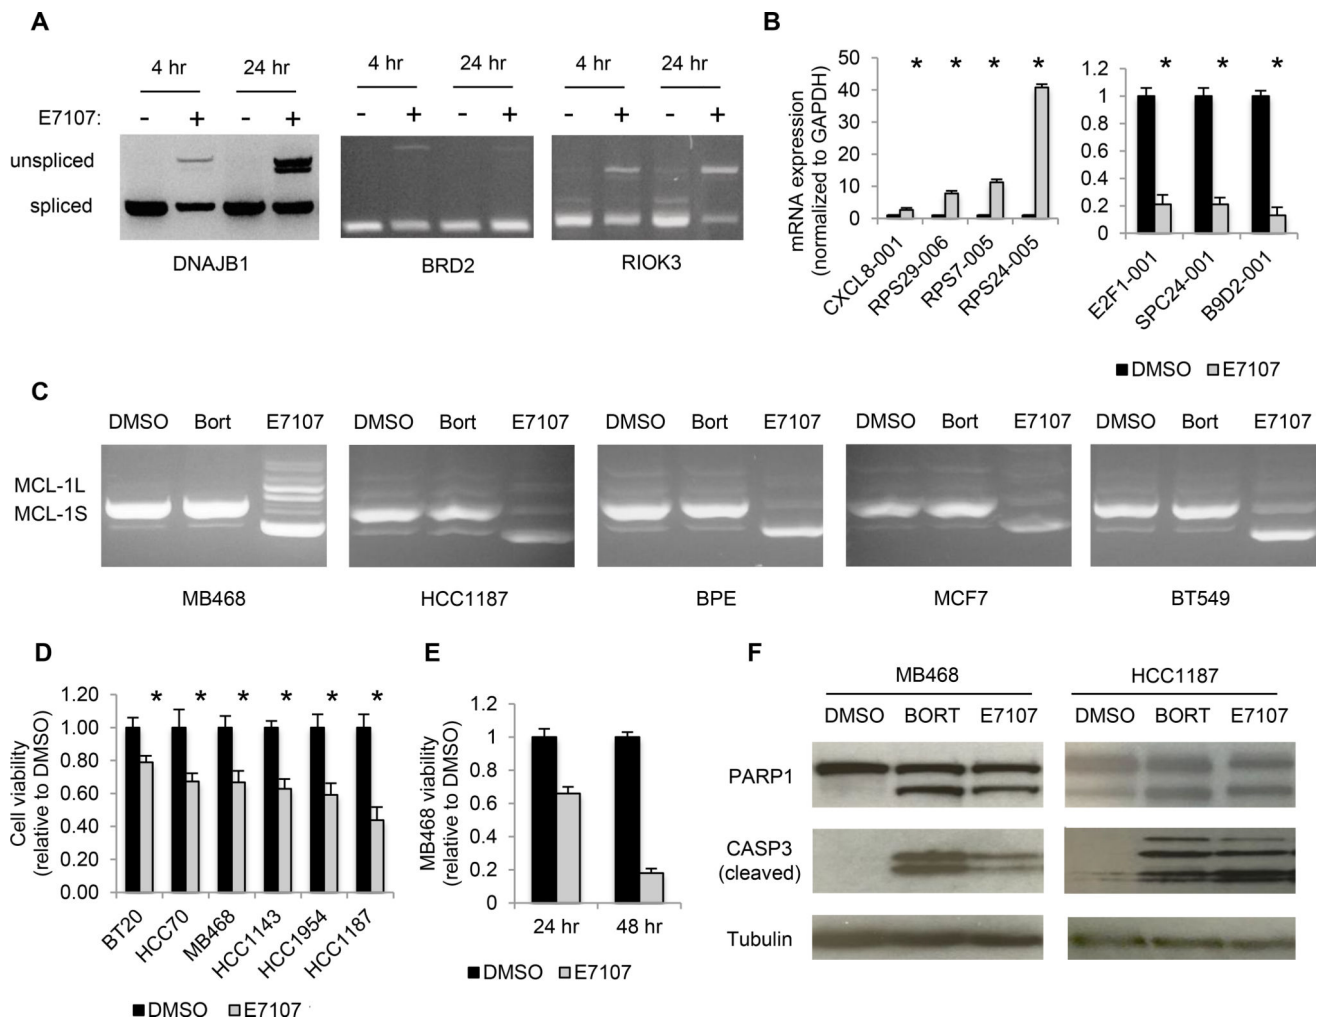 A
4 hr 24 hr 4 hr 24 hr 4 hr 24 hr
E7107: - + - + - + - + - + - +
unspliced
spliced
DNAJB1 BRD2 RIOK3
B
mRNA expression
(normalized to GAPDH)
50
40
30
20
10
0
* * * *
CXCL8-001
RPS29-006
RPS7-005
RPS24-005
1.2
1
0.8
0.6
0.4
0.2
0
* * *
E2F1-001
SPC24-001
B9D2-001
DMSO E7107
C
DMSO Bort E7107 DMSO Bort E7107 DMSO Bort E7107 DMSO Bort E7107 DMSO Bort E7107
MCL-1L
MCL-1S
MB468 HCC1187 BPE MCF7 BT549
D
Cell viability
(relative to DMSO)
1.20
1.00
0.80
0.60
0.40
0.20
0.00
* * * * * *
BT20
HCC70
MB468
HCC1143
HCC1954
HCC1187
DMSO E7107
E
MB468 viability
(relative to DMSO)
1.2
1
0.8
0.6
0.4
0.2
0
24 hr 48 hr
DMSO E7107
F
MB468 HCC1187
DMSO BORT E7107 DMSO BORT E7107
PARP1
CASP3
(cleaved)
Tubulin